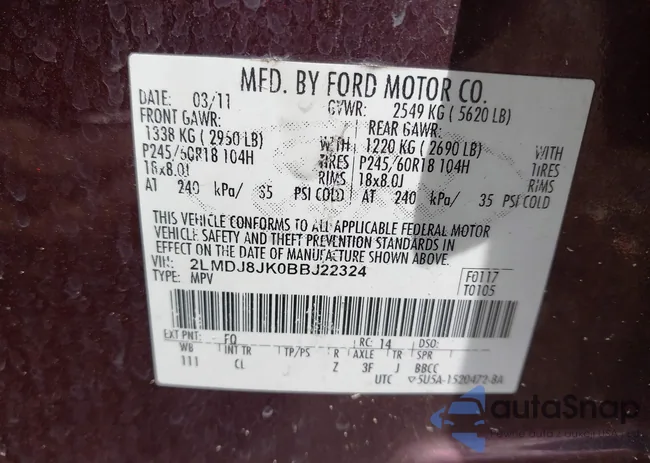 MFD. BY FORD MOTOR CO.
DATE: 03/11 GVWR: 2549 KG ( 5620 LB)
FRONT GAWR: REAR GAWR:
1338 KG ( 2950 LB) WITH 1220 KG ( 2690 LB) WITH
P245/60R18 104H TIRES P245/60R18 104H TIRES
18x8.0J RIMS 18x8.0J RIMS
AT 240 kPa/ 35 PSI COLD AT 240 kPa/ 35 PSI COLD
THIS VEHICLE CONFORMS TO ALL APPLICABLE FEDERAL MOTOR
VEHICLE SAFETY AND THEFT PREVENTION STANDARDS IN
EFFECT ON THE DATE OF MANUFACTURE SHOWN ABOVE.
VIN: 2LMDJ8JK0BBJ22324 F0117
TYPE: MPV T0105
EXT PNT: FQ RC: 14 DSO:
WB INT TR TP/PS R AXLE TR SPR
111 CL Z 3F J BBCC
UTC 5U5A-1520472-BA
autoSnap